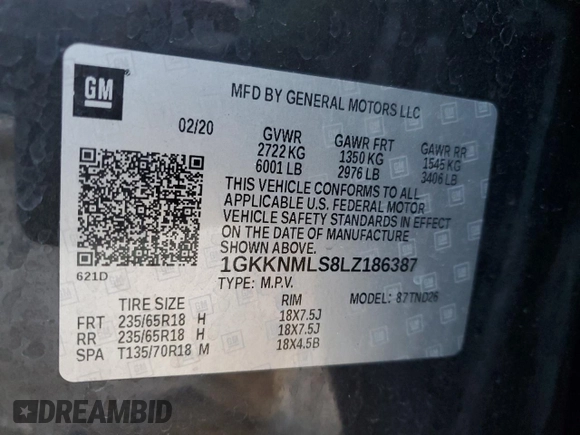 GM
MFD BY GENERAL MOTORS LLC
02/20 GVWR GAWR FRT GAWR RR
2722 KG 1350 KG 1545 KG
6001 LB 2976 LB 3406 LB
THIS VEHICLE CONFORMS TO ALL
APPLICABLE U.S. FEDERAL MOTOR
VEHICLE SAFETY STANDARDS IN EFFECT
ON THE DATE OF MANUFACTURE
SHOWN ABOVE.
1GKKNMLS8LZ186387
621D
TYPE: M.P.V. MODEL: 87TND26
TIRE SIZE RIM
FRT 235/65R18 H 18X7.5J
RR 235/65R18 H 18X7.5J
SPA T135/70R18 M 18X4.5B
DREAMBID